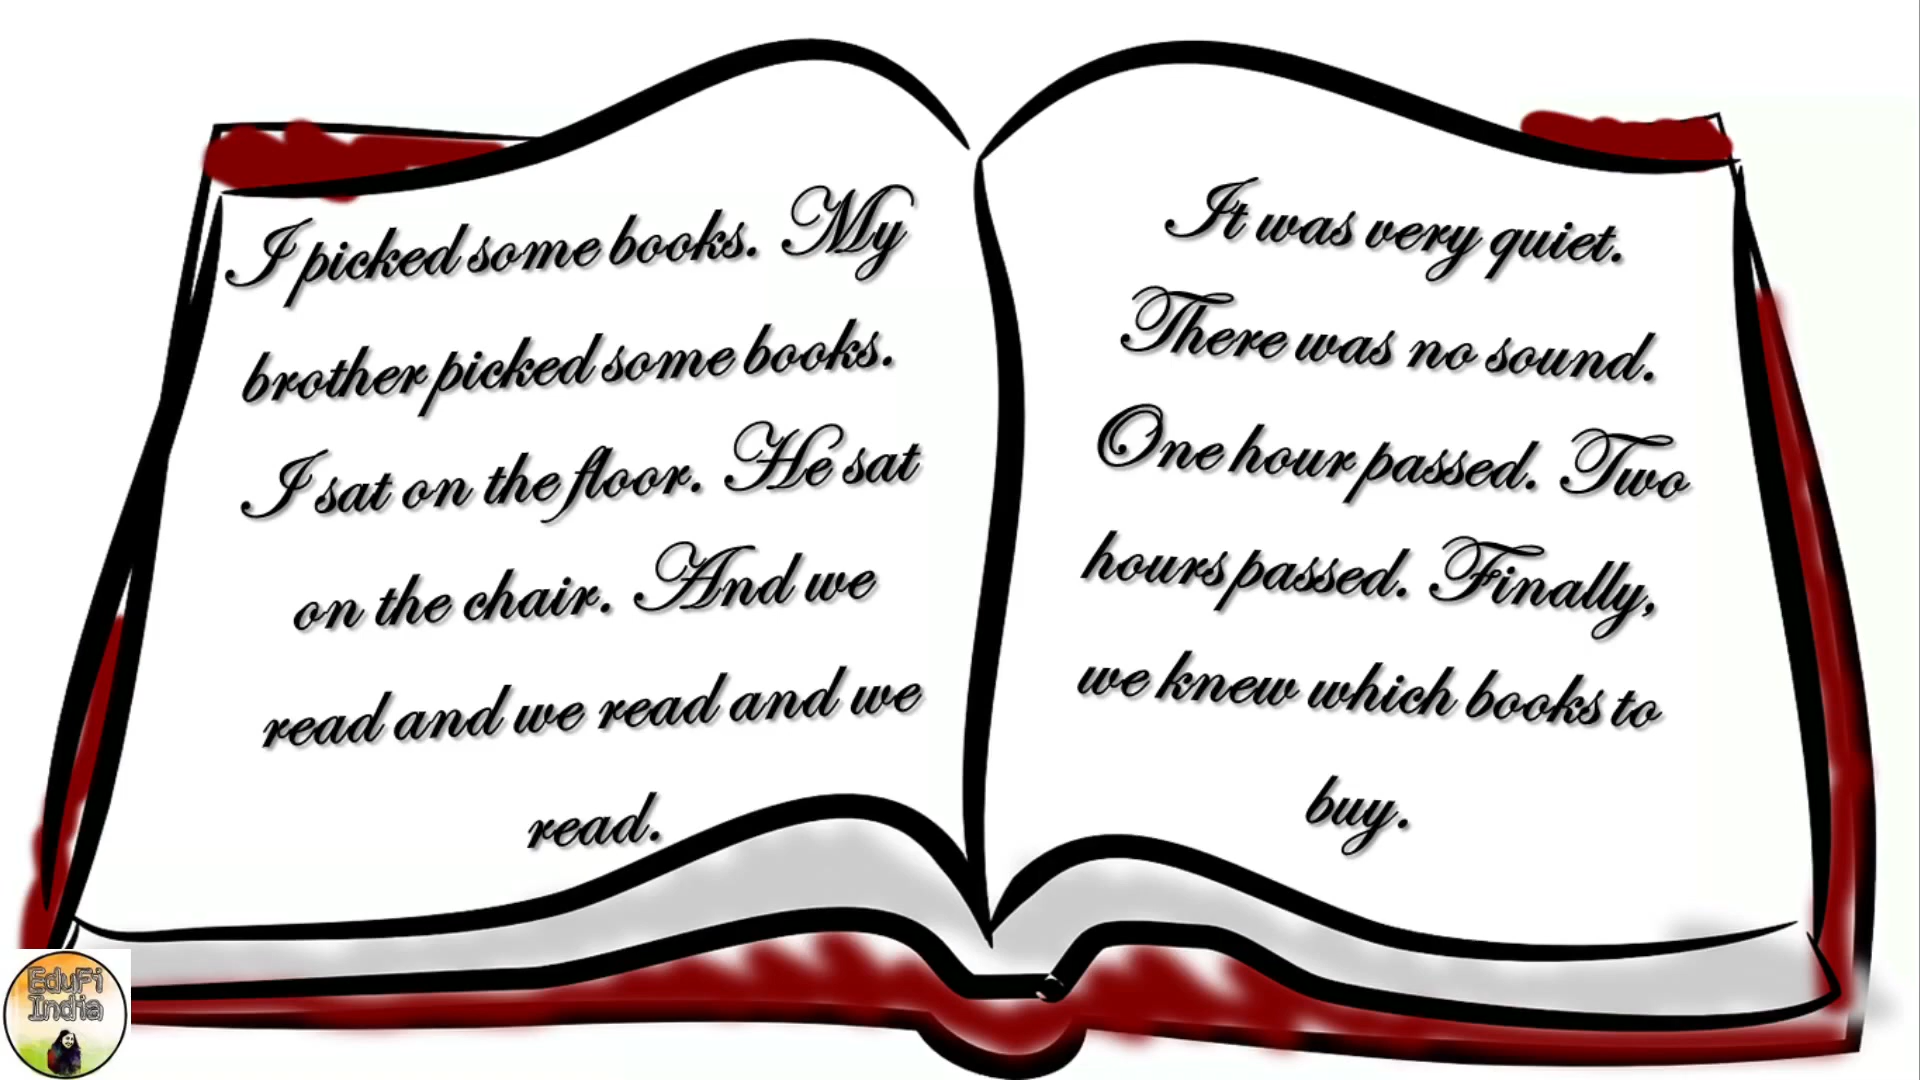 I picked some books. My
brother picked some books.
I sat on the floor. He sat
on the chair. And we
read and we read and we
read.
It was very quiet.
There was no sound.
One hour passed. Two
hours passed. Finally,
we knew which books to
buy.
EduFi
India